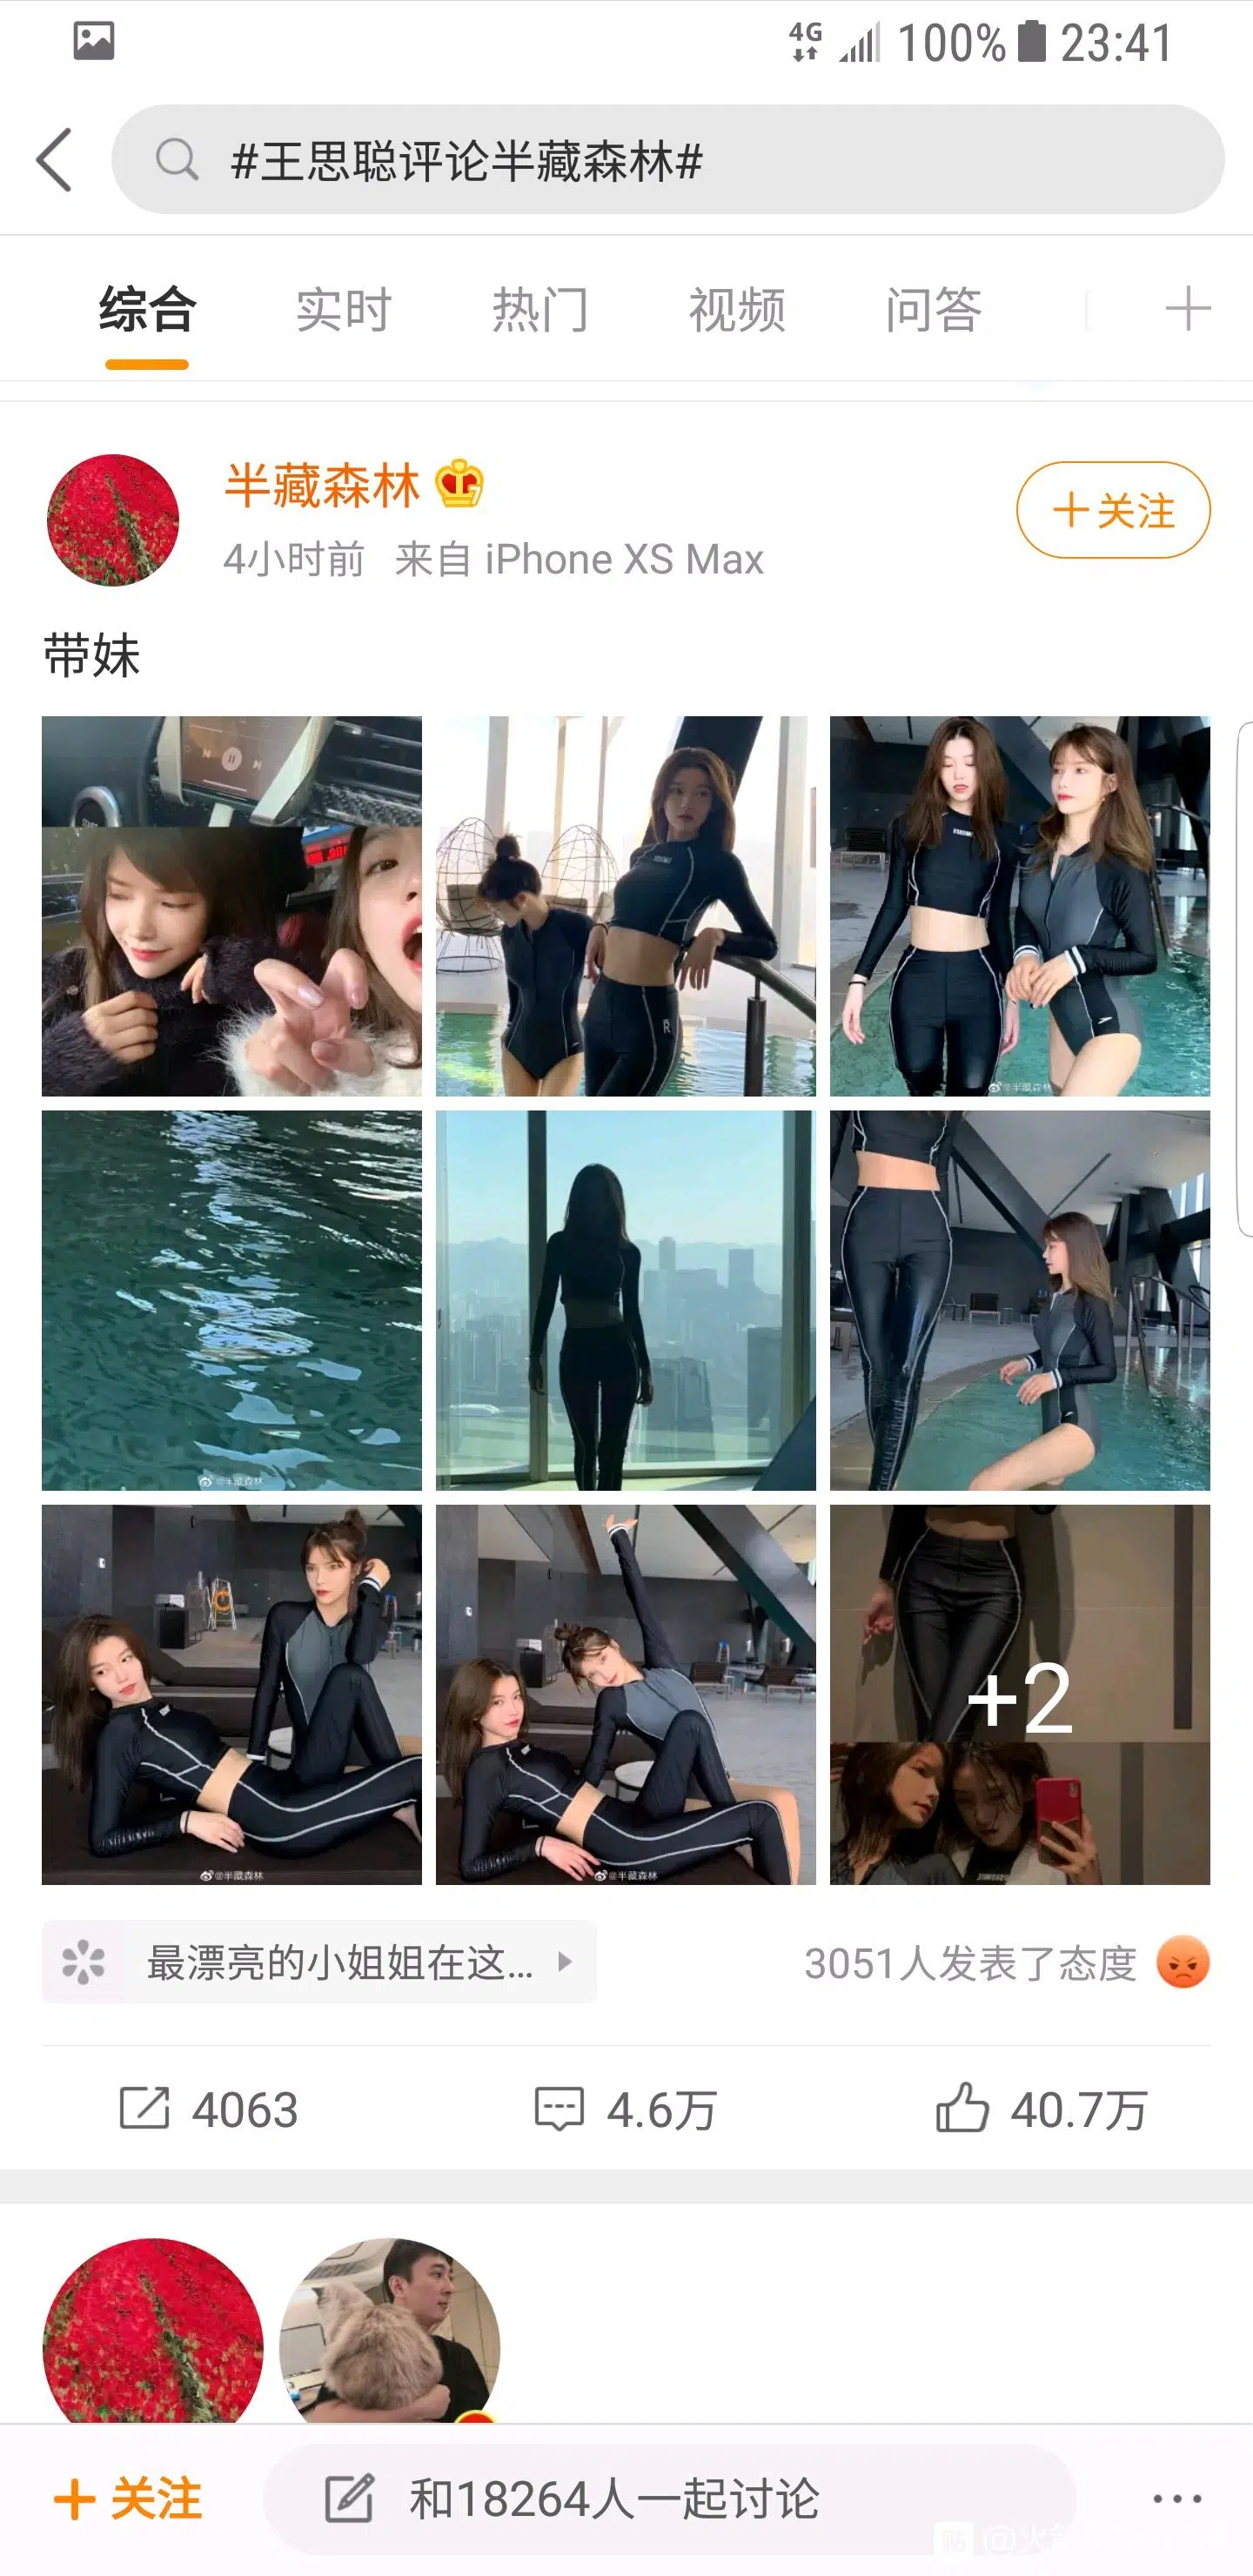 4G 100% 23:41
#王思聪评论半藏森林#
综合 实时 热门 视频 问答
半藏森林
+关注
4小时前 来自 iPhone XS Max
带妹
R
@半藏森林
@半藏森林
@半藏森林
@半藏森林
+2
最漂亮的小姐姐在这...
3051人发表了态度
4063 4.6万 40.7万
+关注 和18264人一起讨论